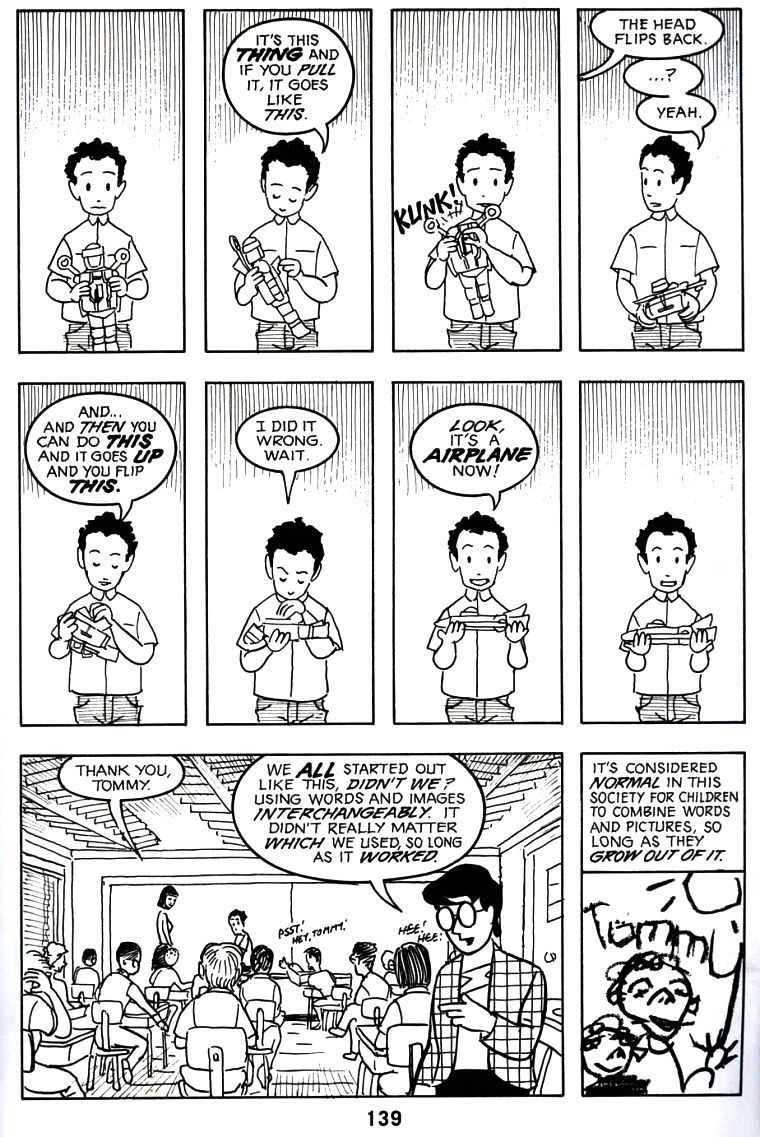 IT'S THIS
THING AND
IF YOU PULL
IT, IT GOES
LIKE
THIS.
KLINK!
THE HEAD
FLIPS BACK.
...?
YEAH.
AND...
AND THEN YOU
CAN DO THIS
AND IT GOES UP
AND YOU FLIP
THIS.
I DID IT
WRONG.
WAIT.
LOOK,
IT'S A
AIRPLANE
NOW!
THANK YOU,
TOMMY.
WE ALL STARTED OUT
LIKE THIS, DIDN'T WE?
USING WORDS AND IMAGES
INTERCHANGEABLY. IT
DIDN'T REALLY MATTER
WHICH WE USED, SO LONG
AS IT WORKED.
PSST!
HEY, TOMMY!
HEE!
HEE!
IT'S CONSIDERED
NORMAL IN THIS
SOCIETY FOR CHILDREN
TO COMBINE WORDS
AND PICTURES, SO
LONG AS THEY
GROW OUT OF IT.
Tommy
139